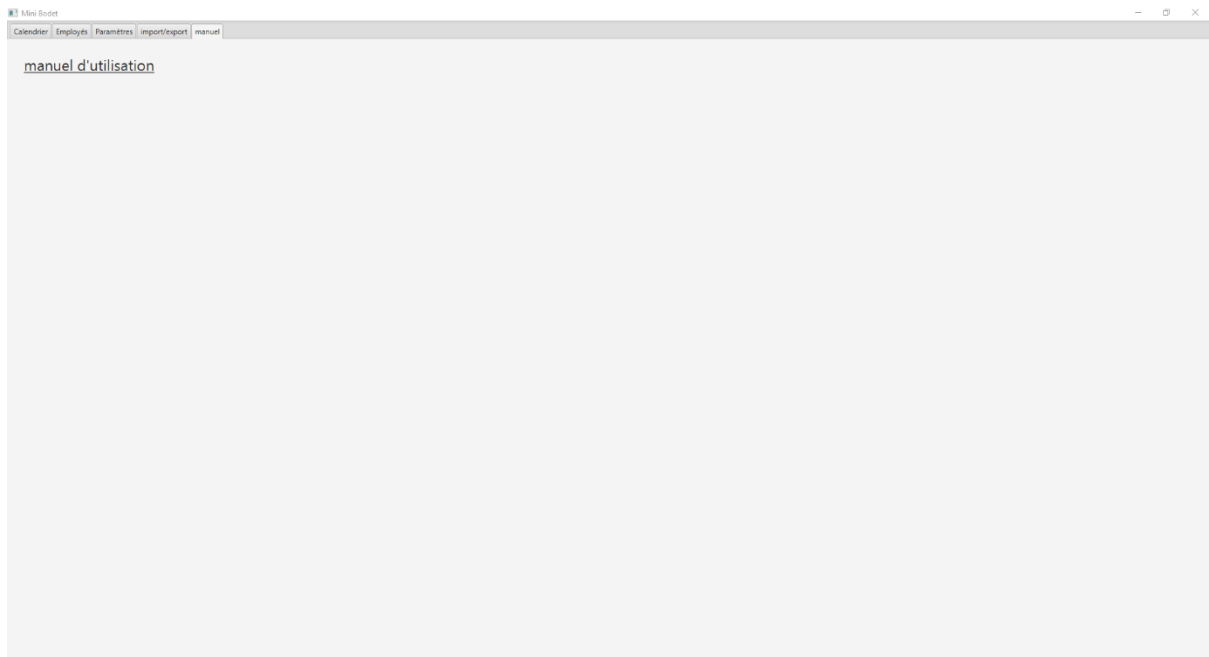 Mini Bodet
Calendrier Employés Paramètres import/export manuel
manuel d'utilisation